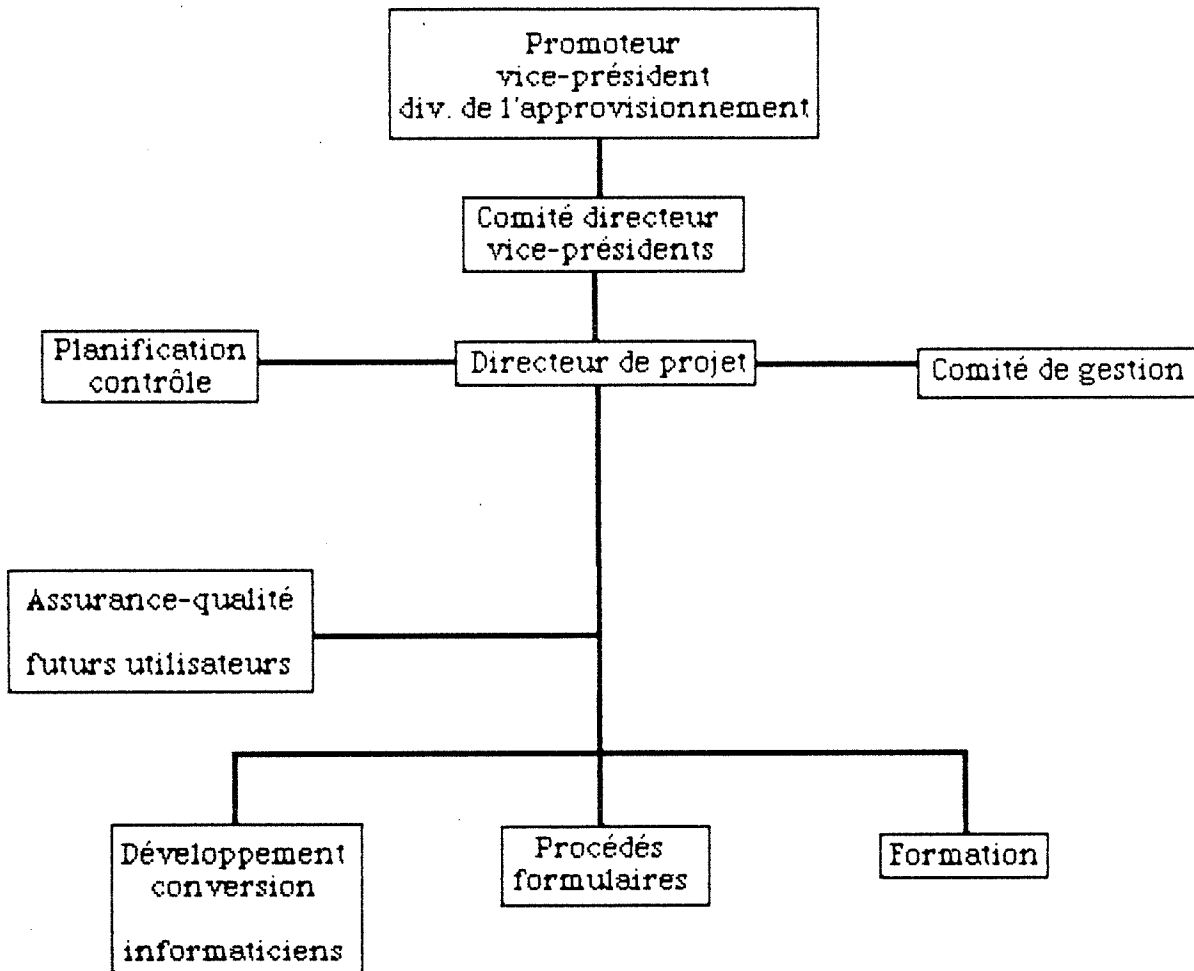 Promoteur
vice-président
div. de l'approvisionnement
Comité directeur
vice-présidents
Planification
contrôle
Directeur de projet
Comité de gestion
Assurance-qualité
futurs utilisateurs
Développement
conversion
informaticiens
Procédés
formulaires
Formation